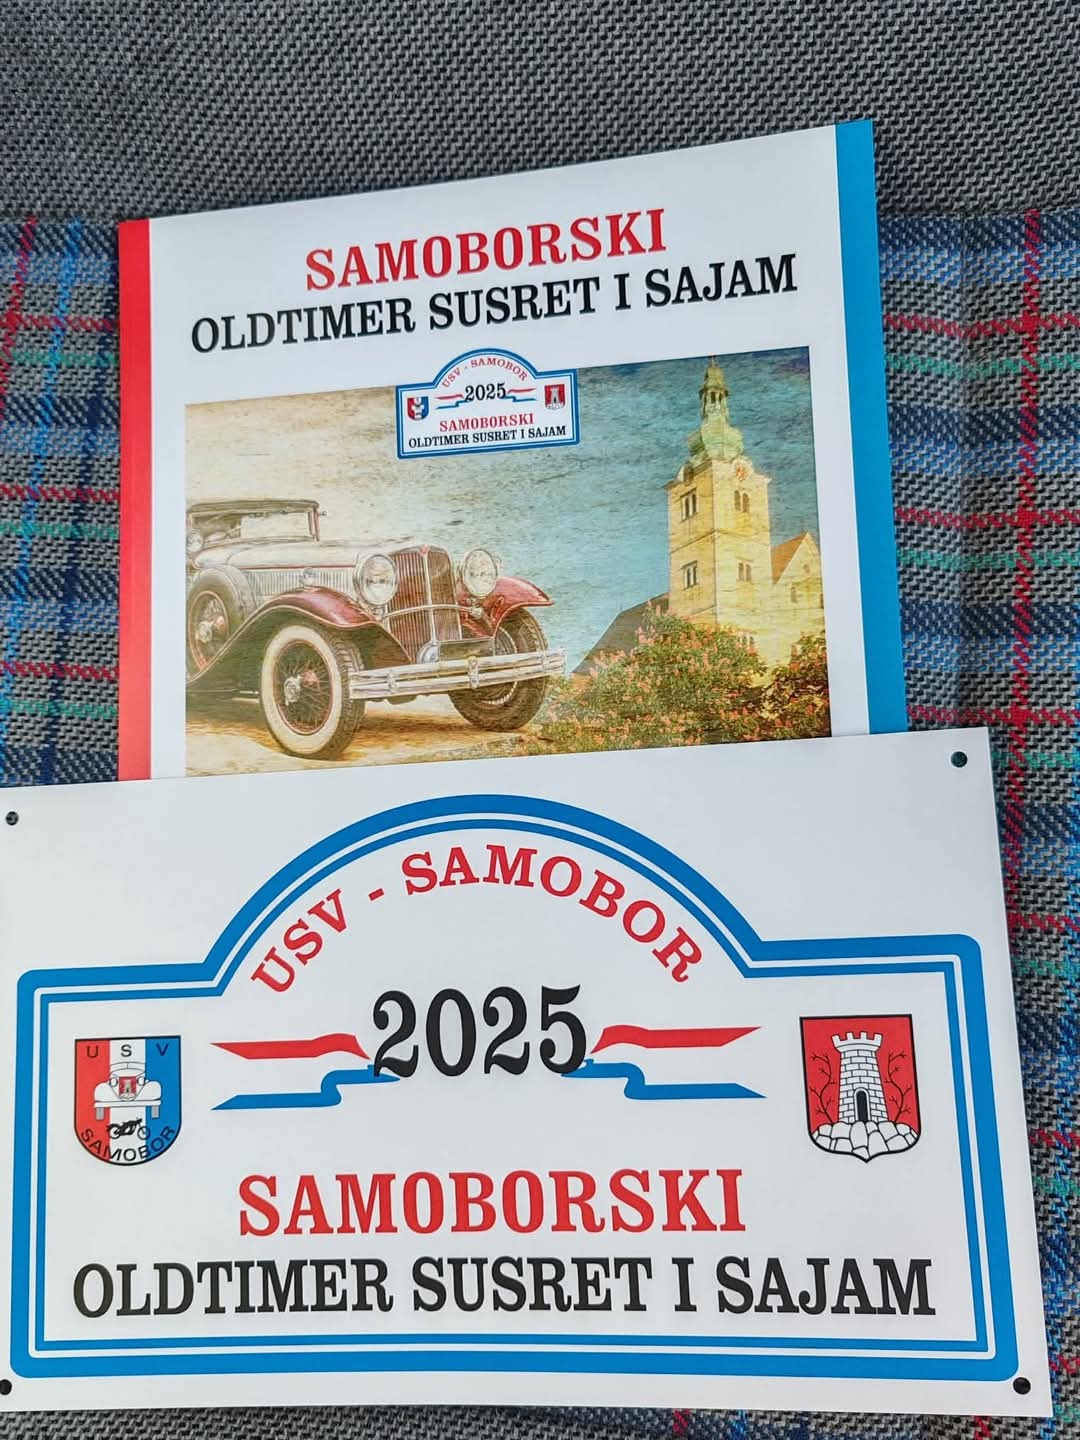 SAMOBORSKI
OLDTIMER SUSRET I SAJAM
USV - SAMOBOR
2025
SAMOBORSKI
OLDTIMER SUSRET I SAJAM
USV - SAMOBOR
2025
USV
SAMOBOR
SAMOBORSKI
OLDTIMER SUSRET I SAJAM